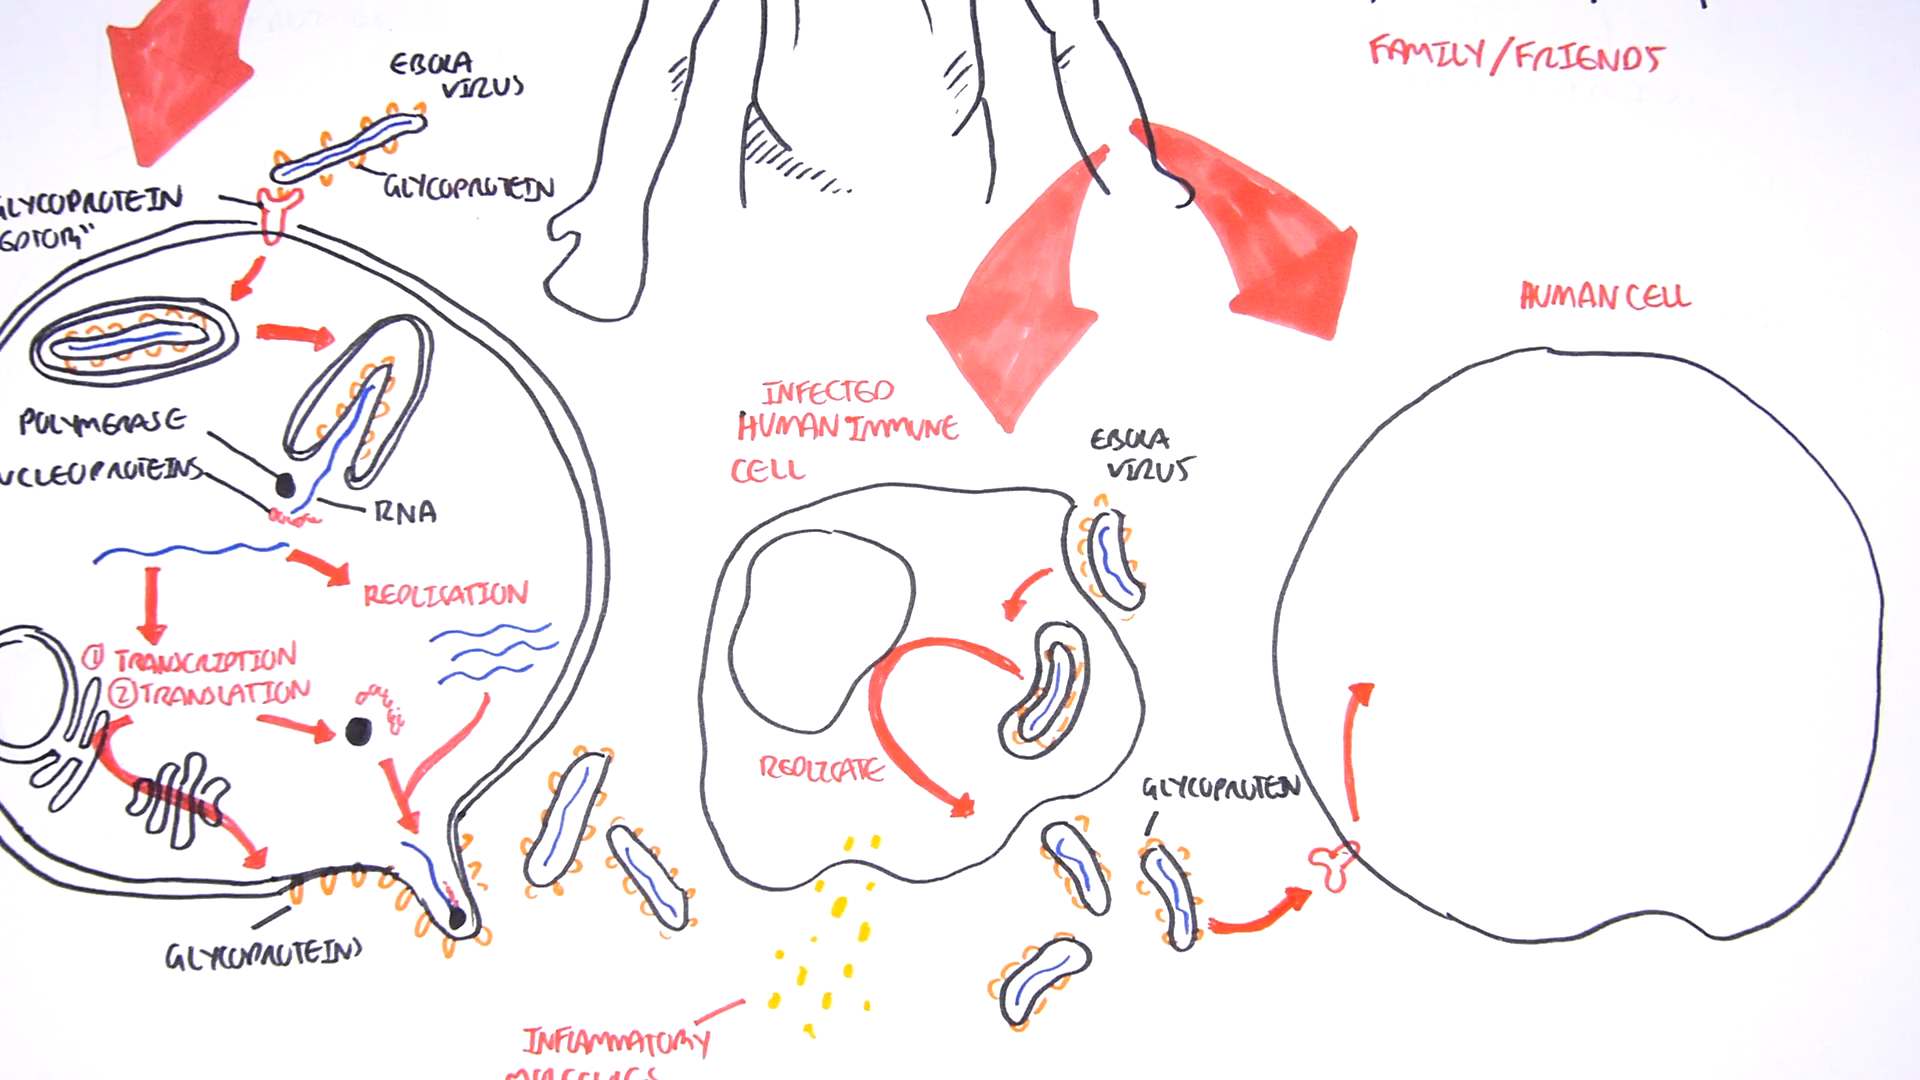 FAMILY/FRIENDS
EBOLA
VIRUS
GLYCOPROTEIN
GLYCOPROTEIN
HUMAN CELL
POLYMERASE
RNA
REPLICATION
① TRANSCRIPTION
② TRANSLATION
GLYCOPROTEINS
INFECTED
HUMAN IMMUNE
CELL
EBOLA
VIRUS
REPLICATE
GLYCOPROTEIN
INFLAMMATORY